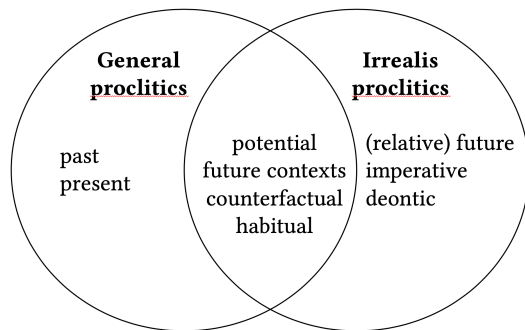 General
proclitics
Irrealis
proclitics
past
present
potential
future contexts
counterfactual
habitual
(relative) future
imperative
deontic